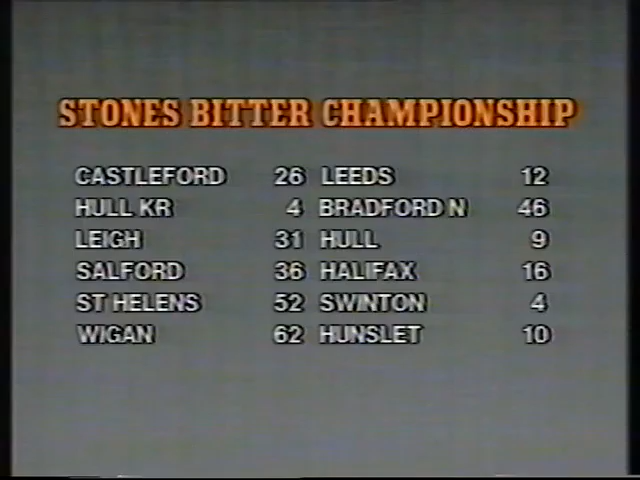 STONES BITTER CHAMPIONSHIP
CASTLEFORD 26 LEEDS 12
HULL KR 4 BRADFORD N 46
LEIGH 31 HULL 9
SALFORD 36 HALIFAX 16
ST HELENS 52 SWINTON 4
WIGAN 62 HUNSLET 10